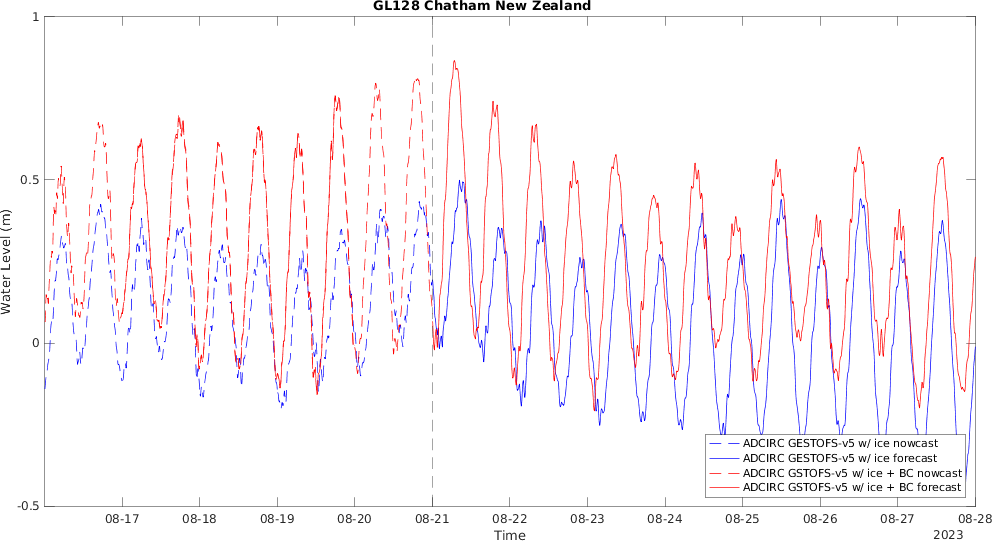 GL128 Chatham New Zealand
1
0.5
0
-0.5
Water Level (m)
ADCIRC GESTOFS-v5 w/ ice nowcast
ADCIRC GESTOFS-v5 w/ ice forecast
ADCIRC GSTOFS-v5 w/ ice + BC nowcast
ADCIRC GSTOFS-v5 w/ ice + BC forecast
08-17 08-18 08-19 08-20 08-21 08-22 08-23 08-24 08-25 08-26 08-27 08-28
Time
2023